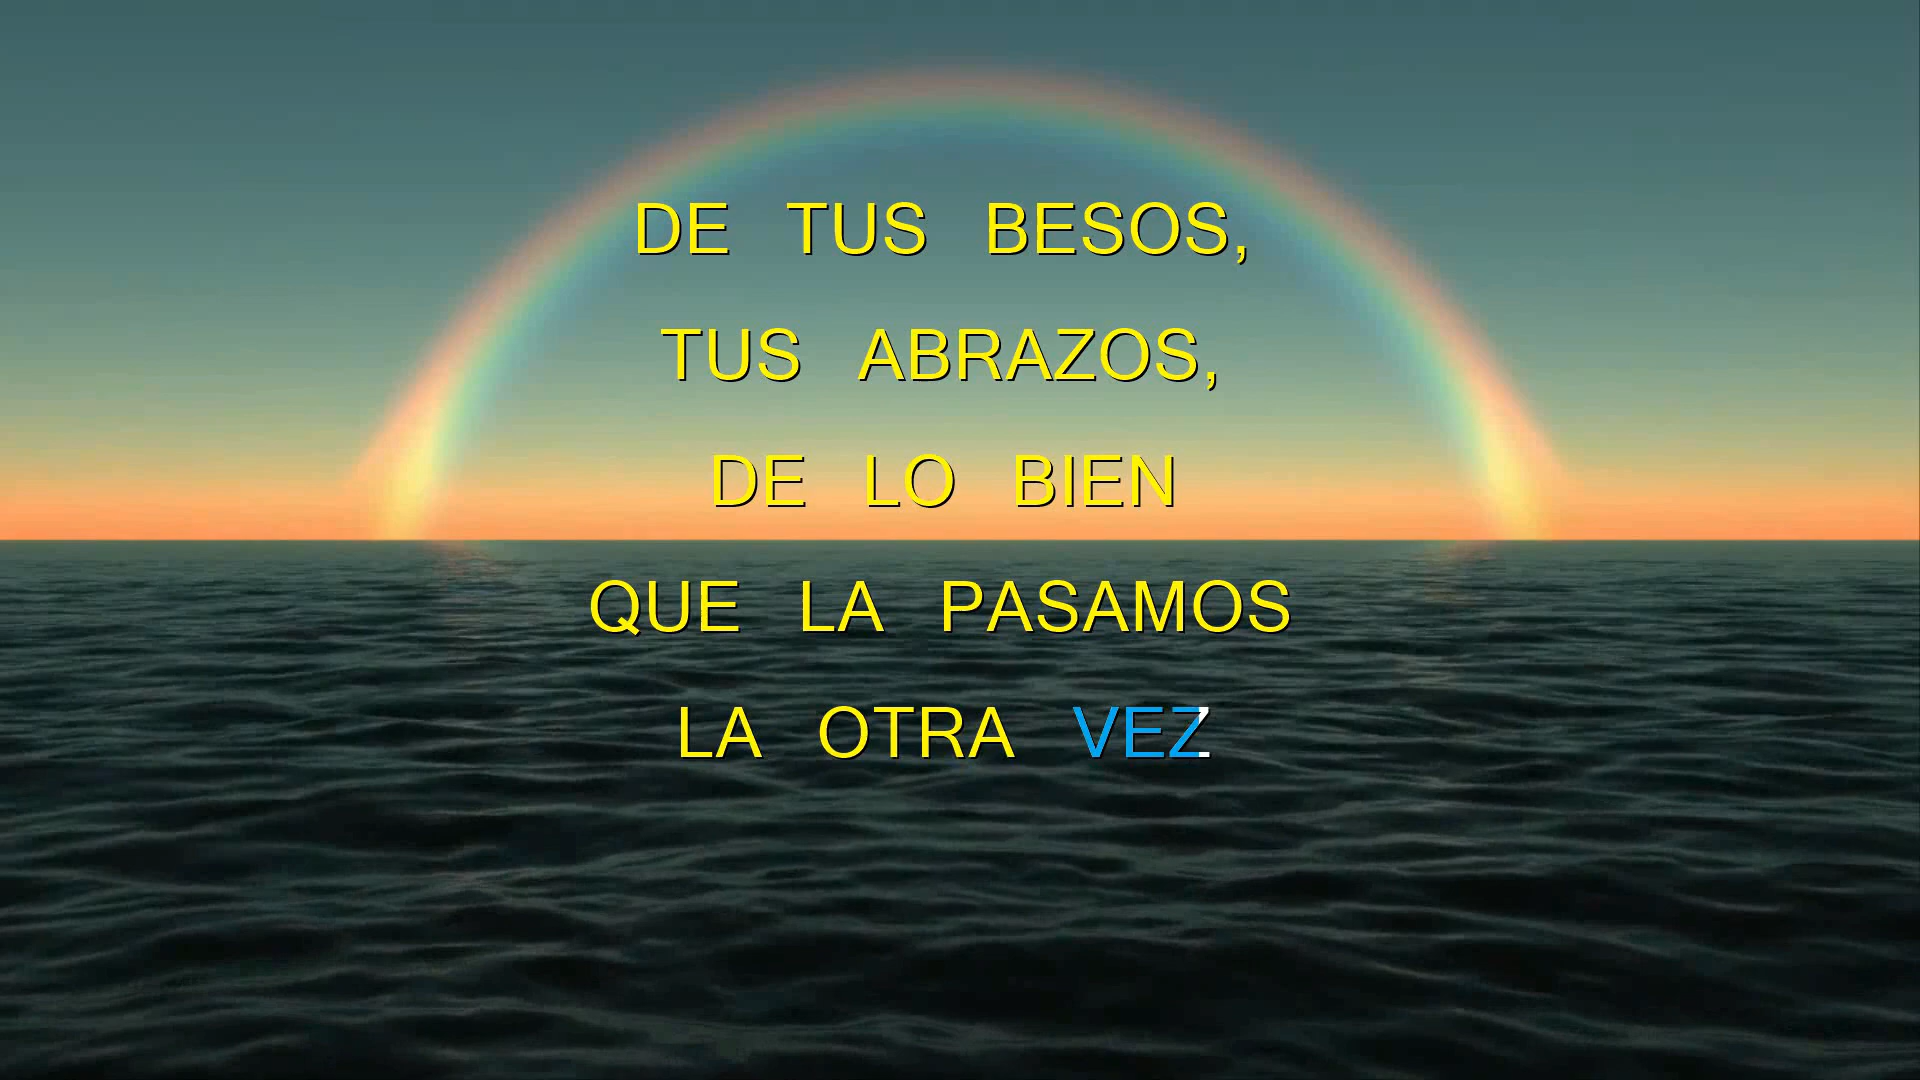 DE TUS BESOS,
TUS ABRAZOS,
DE LO BIEN
QUE LA PASAMOS
LA OTRA VEZ